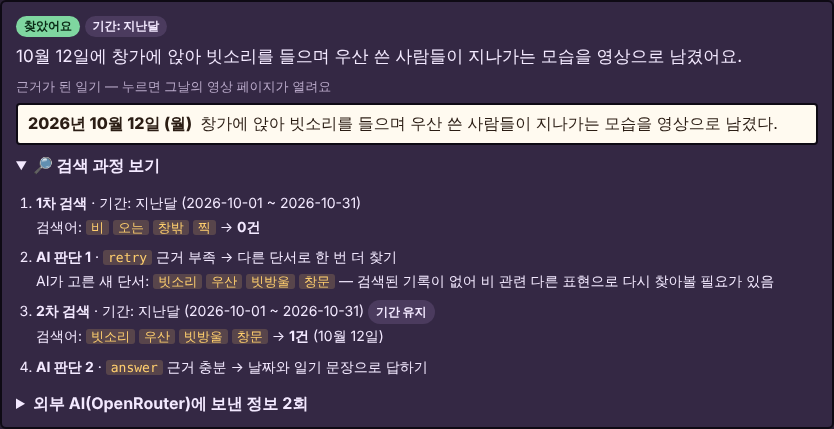 찾았어요 기간: 지난달
10월 12일에 창가에 앉아 빗소리를 들으며 우산 쓴 사람들이 지나가는 모습을 영상으로 남겼어요.
근거가 된 일기 — 누르면 그날의 영상 페이지가 열려요
2026년 10월 12일 (월) 창가에 앉아 빗소리를 들으며 우산 쓴 사람들이 지나가는 모습을 영상으로 남겼다.
▼ 🔎 검색 과정 보기
1. 1차 검색 · 기간: 지난달 (2026-10-01 ~ 2026-10-31)
검색어: 비 오는 창밖 찍 → 0건
2. AI 판단 1 · retry 근거 부족 → 다른 단서로 한 번 더 찾기
AI가 고른 새 단서: 빗소리 우산 빗방울 창문 — 검색된 기록이 없어 비 관련 다른 표현으로 다시 찾아볼 필요가 있음
3. 2차 검색 · 기간: 지난달 (2026-10-01 ~ 2026-10-31) 기간 유지
검색어: 빗소리 우산 빗방울 창문 → 1건 (10월 12일)
4. AI 판단 2 · answer 근거 충분 → 날짜와 일기 문장으로 답하기
▶ 외부 AI(OpenRouter)에 보낸 정보 2회